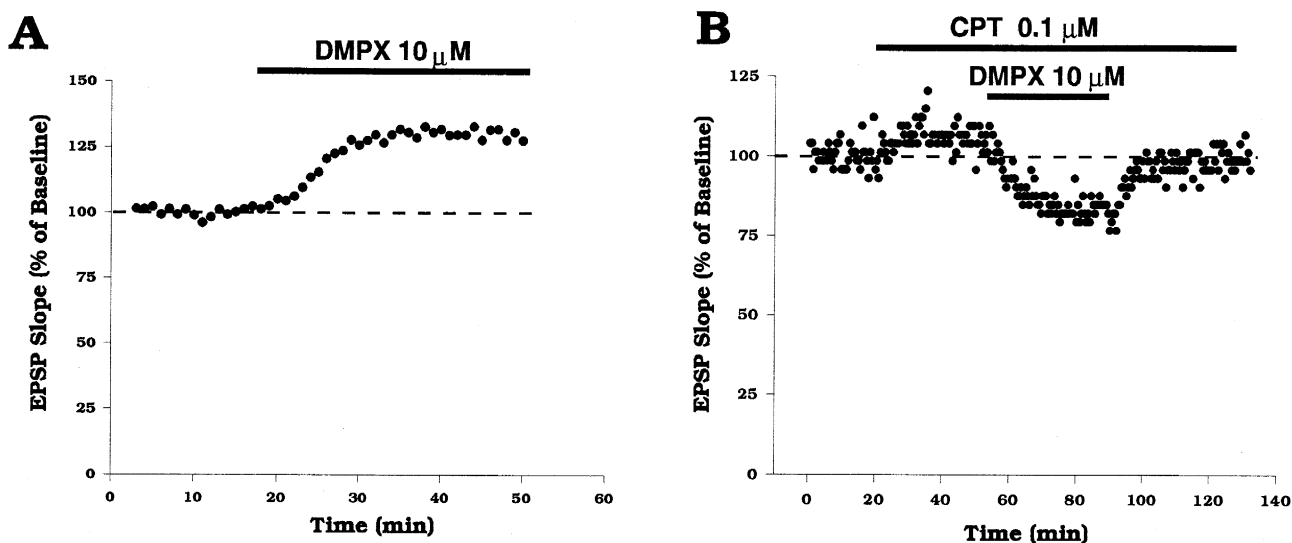 A
DMPX 10 μM
150
125
100
75
50
25
0
EPSP Slope (% of Baseline)
0 10 20 30 40 50 60
Time (min)
B
CPT 0.1 μM
DMPX 10 μM
125
100
75
50
25
0
EPSP Slope (% of Baseline)
0 20 40 60 80 100 120 140
Time (min)